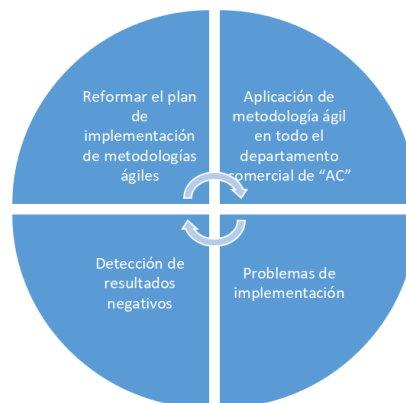 Reformar el plan
de
implementación
de metodologías
ágiles
Aplicación de
metodología ágil
en todo el
departamento
comercial de “AC”
Detección de
resultados
negativos
Problemas de
implementación